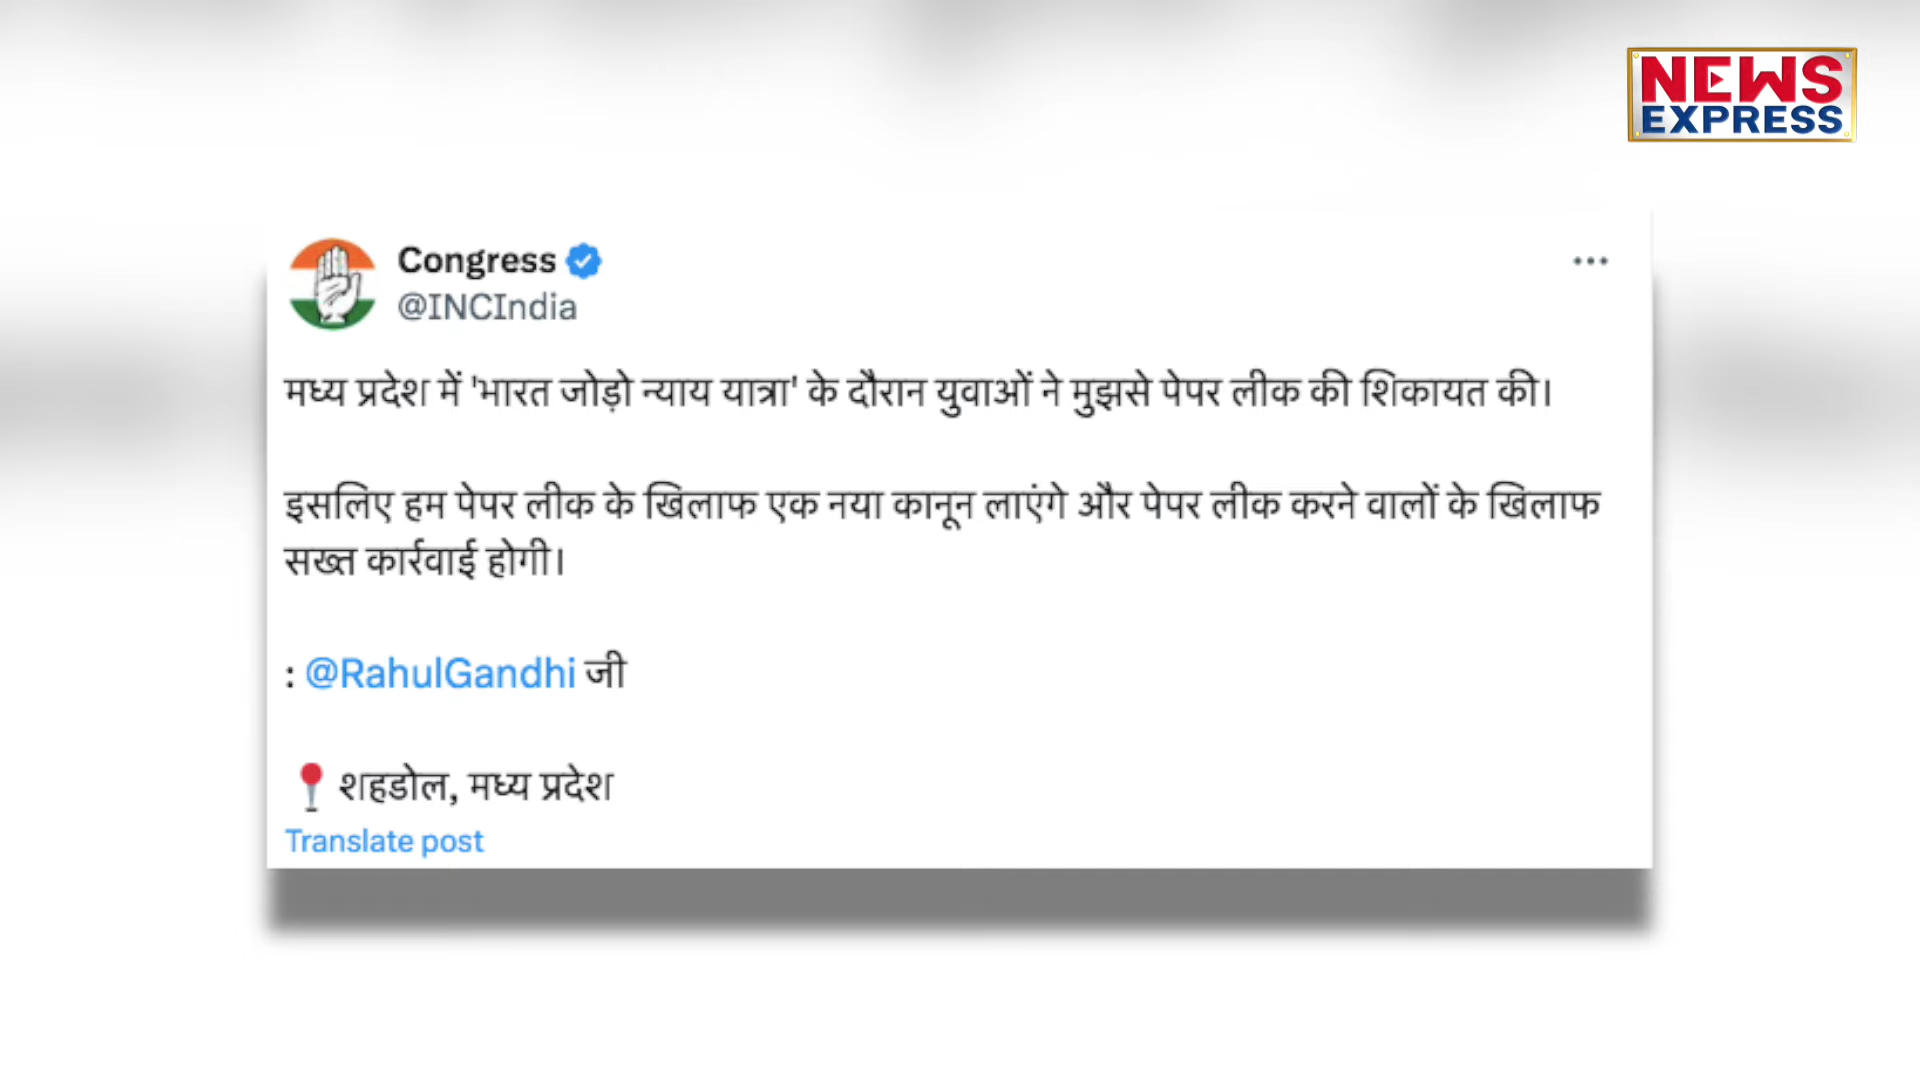 NEWS
EXPRESS
Congress
@INCIndia
मध्य प्रदेश में 'भारत जोड़ो न्याय यात्रा' के दौरान युवाओं ने मुझसे पेपर लीक की शिकायत की।
इसलिए हम पेपर लीक के खिलाफ एक नया कानून लाएंगे और पेपर लीक करने वालों के खिलाफ
सख्त कार्रवाई होगी।
: @RahulGandhi जी
📍 शहडोल, मध्य प्रदेश
Translate post